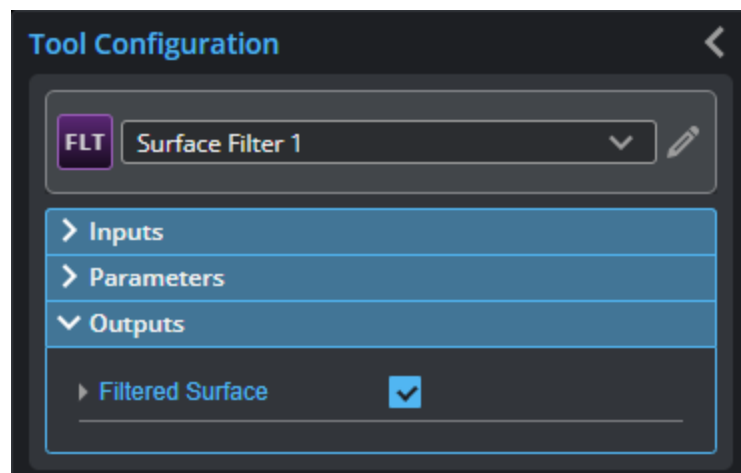 Tool Configuration
FLT Surface Filter 1
Inputs
Parameters
Outputs
Filtered Surface